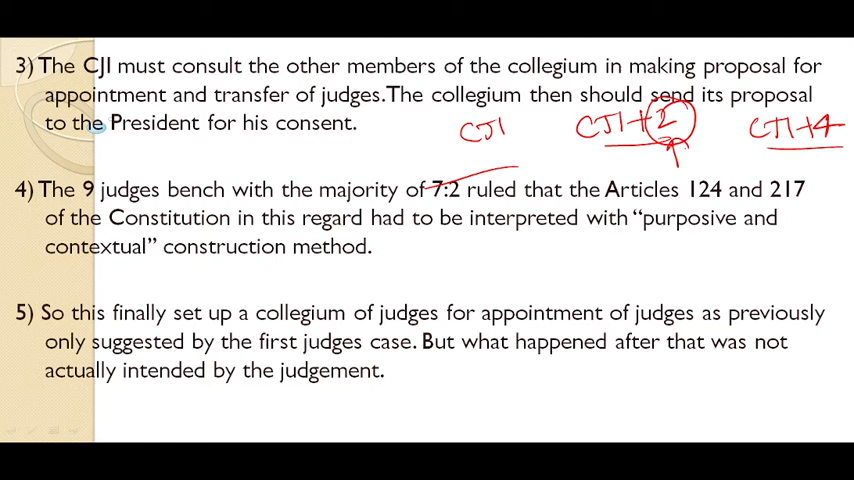 3) The CJI must consult the other members of the collegium in making proposal for
appointment and transfer of judges. The collegium then should send its proposal
to the President for his consent.
CJI CJI+2 CJI+4
4) The 9 judges bench with the majority of 7:2 ruled that the Articles 124 and 217
of the Constitution in this regard had to be interpreted with “purposive and
contextual” construction method.
5) So this finally set up a collegium of judges for appointment of judges as previously
only suggested by the first judges case. But what happened after that was not
actually intended by the judgement.